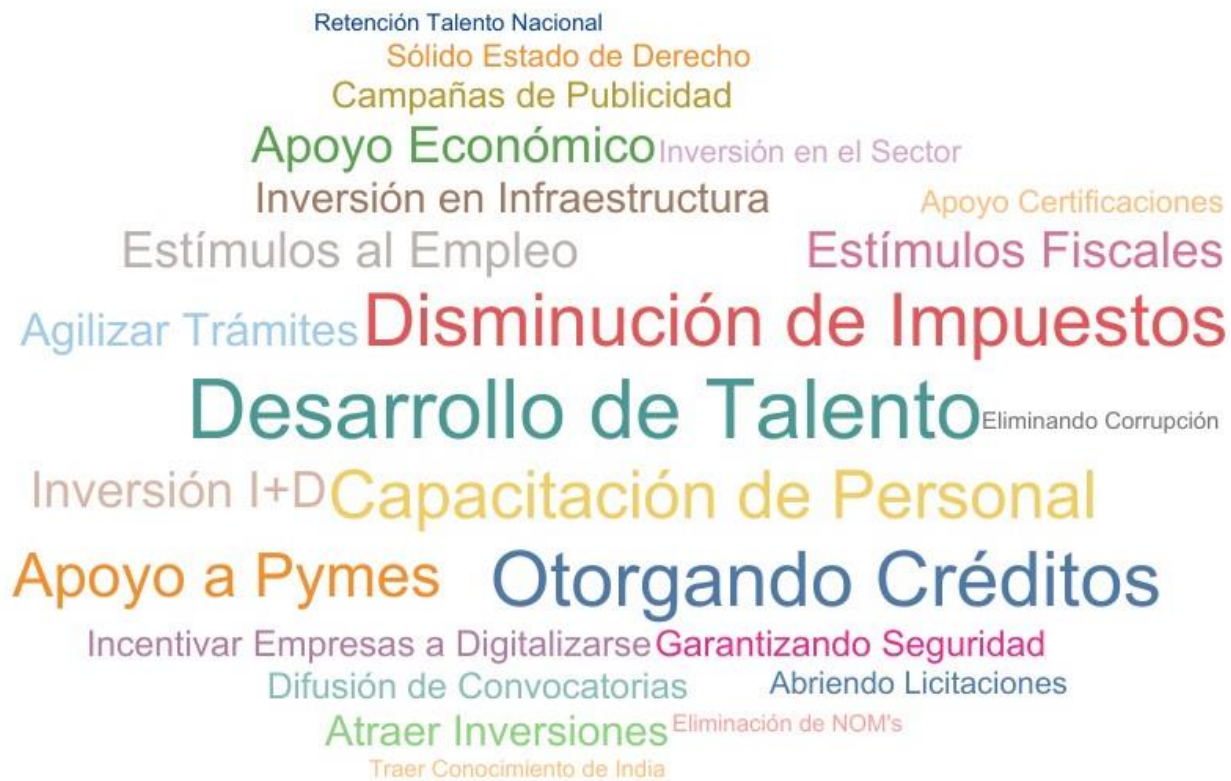 Retención Talento Nacional
Sólido Estado de Derecho
Campañas de Publicidad
Apoyo Económico Inversión en el Sector
Inversión en Infraestructura Apoyo Certificaciones
Estímulos al Empleo Estímulos Fiscales
Agilizar Trámites Disminución de Impuestos
Desarrollo de Talento Eliminando Corrupción
Inversión I+D Capacitación de Personal
Apoyo a Pymes Otorgando Créditos
Incentivar Empresas a Digitalizarse Garantizando Seguridad
Difusión de Convocatorias Abriendo Licitaciones
Atraer Inversiones Eliminación de NOM's
Traer Conocimiento de India